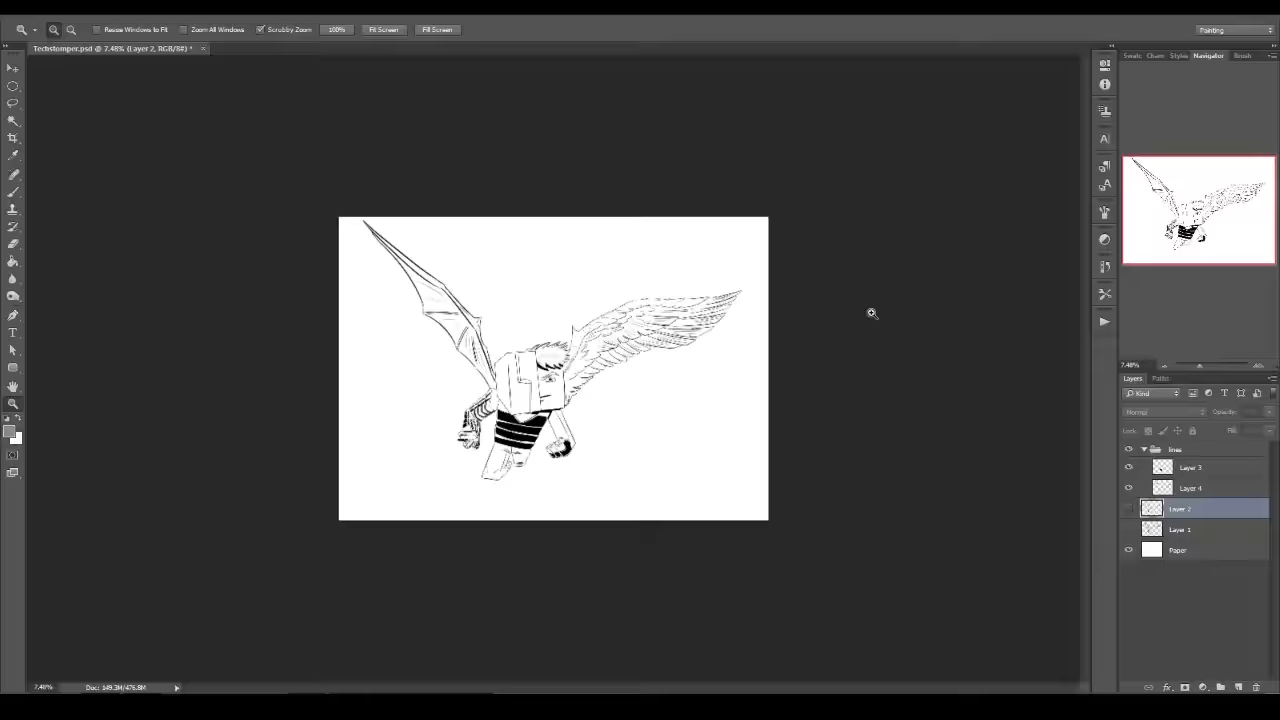 Resize Windows to Fit Zoom All Windows Scrubby Zoom 100% Fit Screen Fill Screen Painting
Techstomper.psd @ 7.48% (Layer 2, RGB/8#) * ×
Swatc Chann Styles Navigator Brush
7.48%
Layers Paths
Kind
Normal Opacity:
Lock: Fill:
lines
Layer 3
Layer 4
Layer 2
Layer 1
Paper
7.48% Doc: 149.3M/476.8M